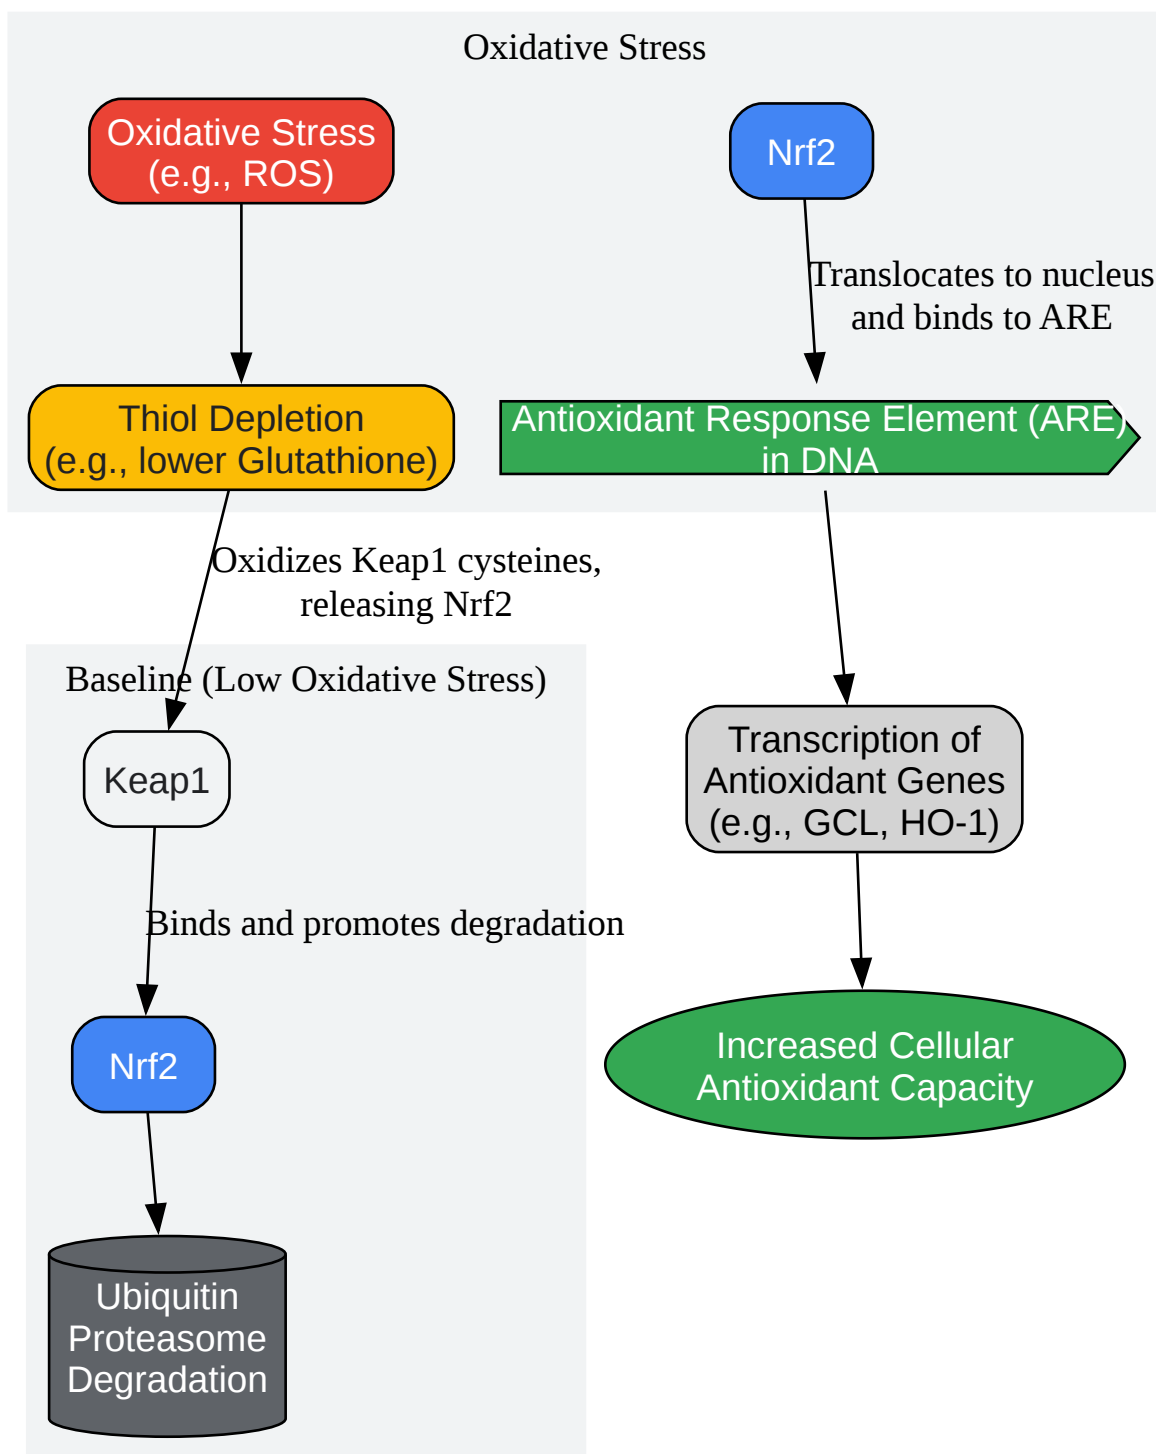 Oxidative Stress
Oxidative Stress
(e.g., ROS)
Nrf2
Translocates to nucleus
and binds to ARE
Thiol Depletion
(e.g., lower Glutathione)
Antioxidant Response Element (ARE)
in DNA
Oxidizes Keap1 cysteines,
releasing Nrf2
Baseline (Low Oxidative Stress)
Keap1
Transcription of
Antioxidant Genes
(e.g., GCL, HO-1)
Binds and promotes degradation
Nrf2
Increased Cellular
Antioxidant Capacity
Ubiquitin
Proteasome
Degradation